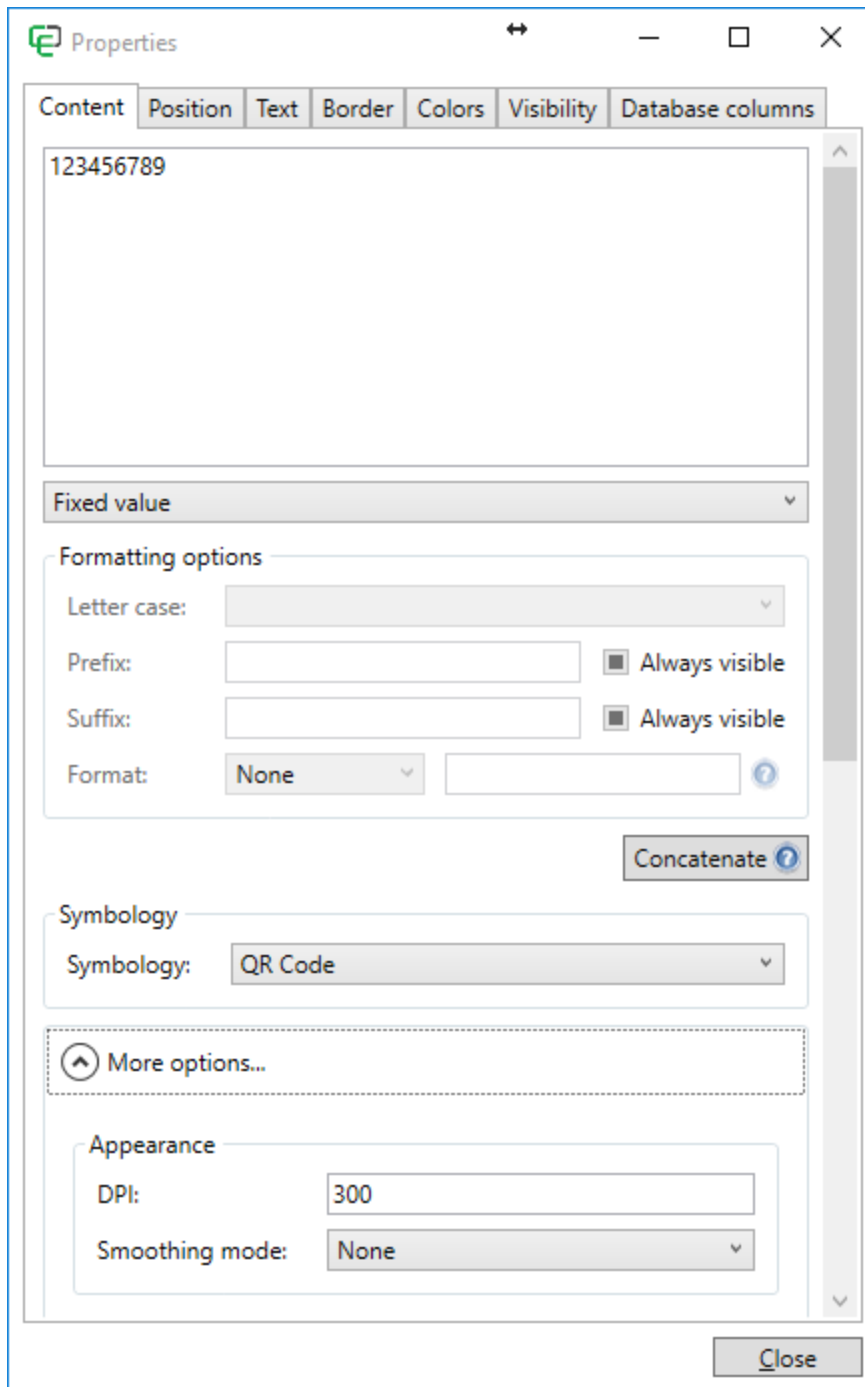 Properties
Content Position Text Border Colors Visibility Database columns
123456789
Fixed value
Formatting options
Letter case:
Prefix: Always visible
Suffix: Always visible
Format: None
Concatenate
Symbology
Symbology: QR Code
More options...
Appearance
DPI: 300
Smoothing mode: None
Close